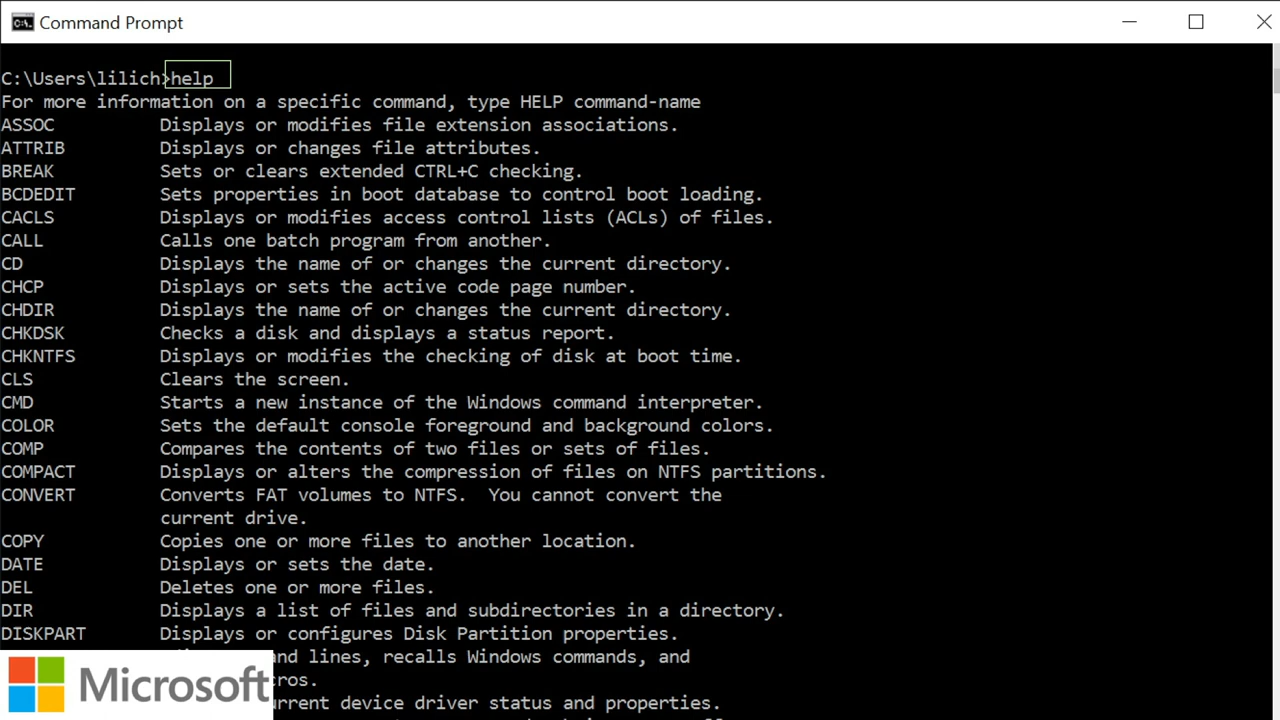 Command Prompt
C:\Users\lilich>help
For more information on a specific command, type HELP command-name
ASSOC Displays or modifies file extension associations.
ATTRIB Displays or changes file attributes.
BREAK Sets or clears extended CTRL+C checking.
BCDEDIT Sets properties in boot database to control boot loading.
CACLS Displays or modifies access control lists (ACLs) of files.
CALL Calls one batch program from another.
CD Displays the name of or changes the current directory.
CHCP Displays or sets the active code page number.
CHDIR Displays the name of or changes the current directory.
CHKDSK Checks a disk and displays a status report.
CHKNTFS Displays or modifies the checking of disk at boot time.
CLS Clears the screen.
CMD Starts a new instance of the Windows command interpreter.
COLOR Sets the default console foreground and background colors.
COMP Compares the contents of two files or sets of files.
COMPACT Displays or alters the compression of files on NTFS partitions.
CONVERT Converts FAT volumes to NTFS. You cannot convert the
current drive.
COPY Copies one or more files to another location.
DATE Displays or sets the date.
DEL Deletes one or more files.
DIR Displays a list of files and subdirectories in a directory.
DISKPART Displays or configures Disk Partition properties.
lines, recalls Windows commands, and
device driver status and properties.
Microsoft